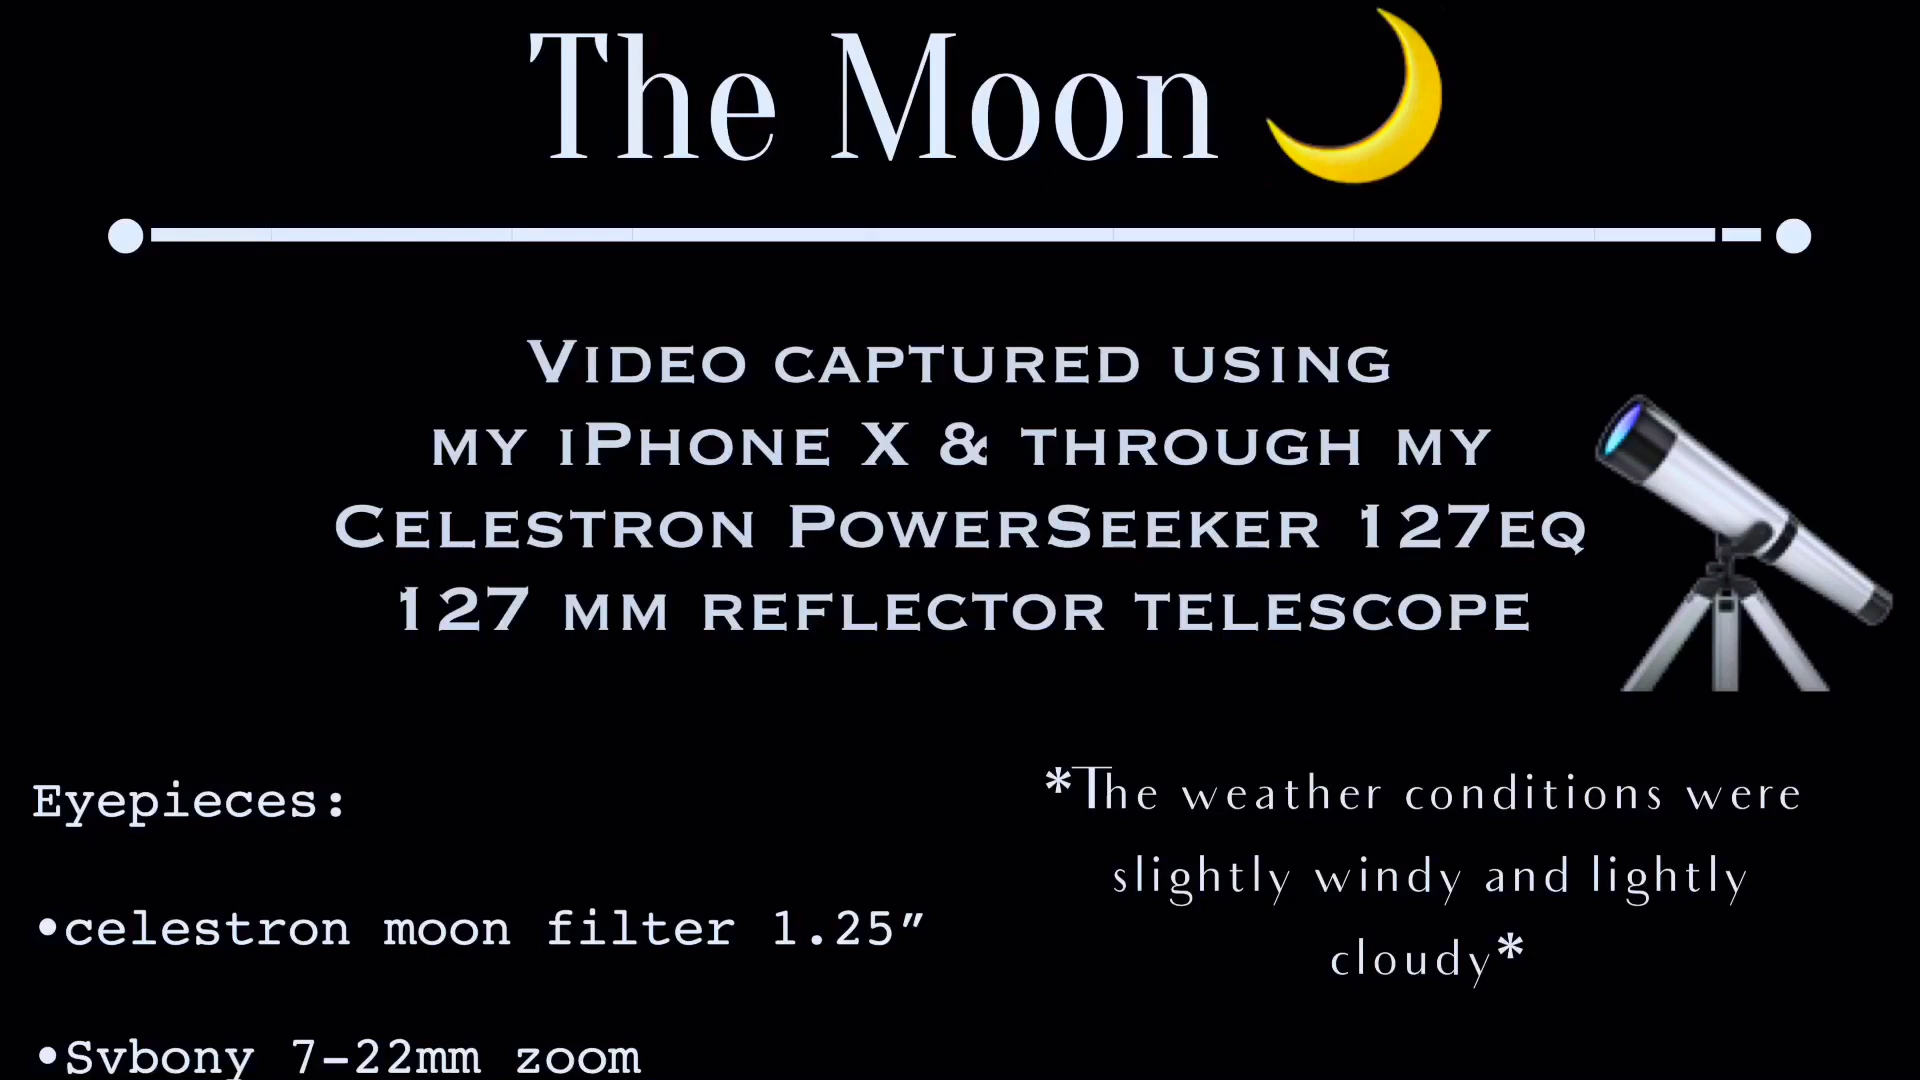 The Moon
Video captured using
my iPhone X & through my
Celestron PowerSeeker 127eq
127 mm reflector telescope
Eyepieces:
•celestron moon filter 1.25”
•Svbony 7-22mm zoom
*The weather conditions were
slightly windy and lightly
cloudy*